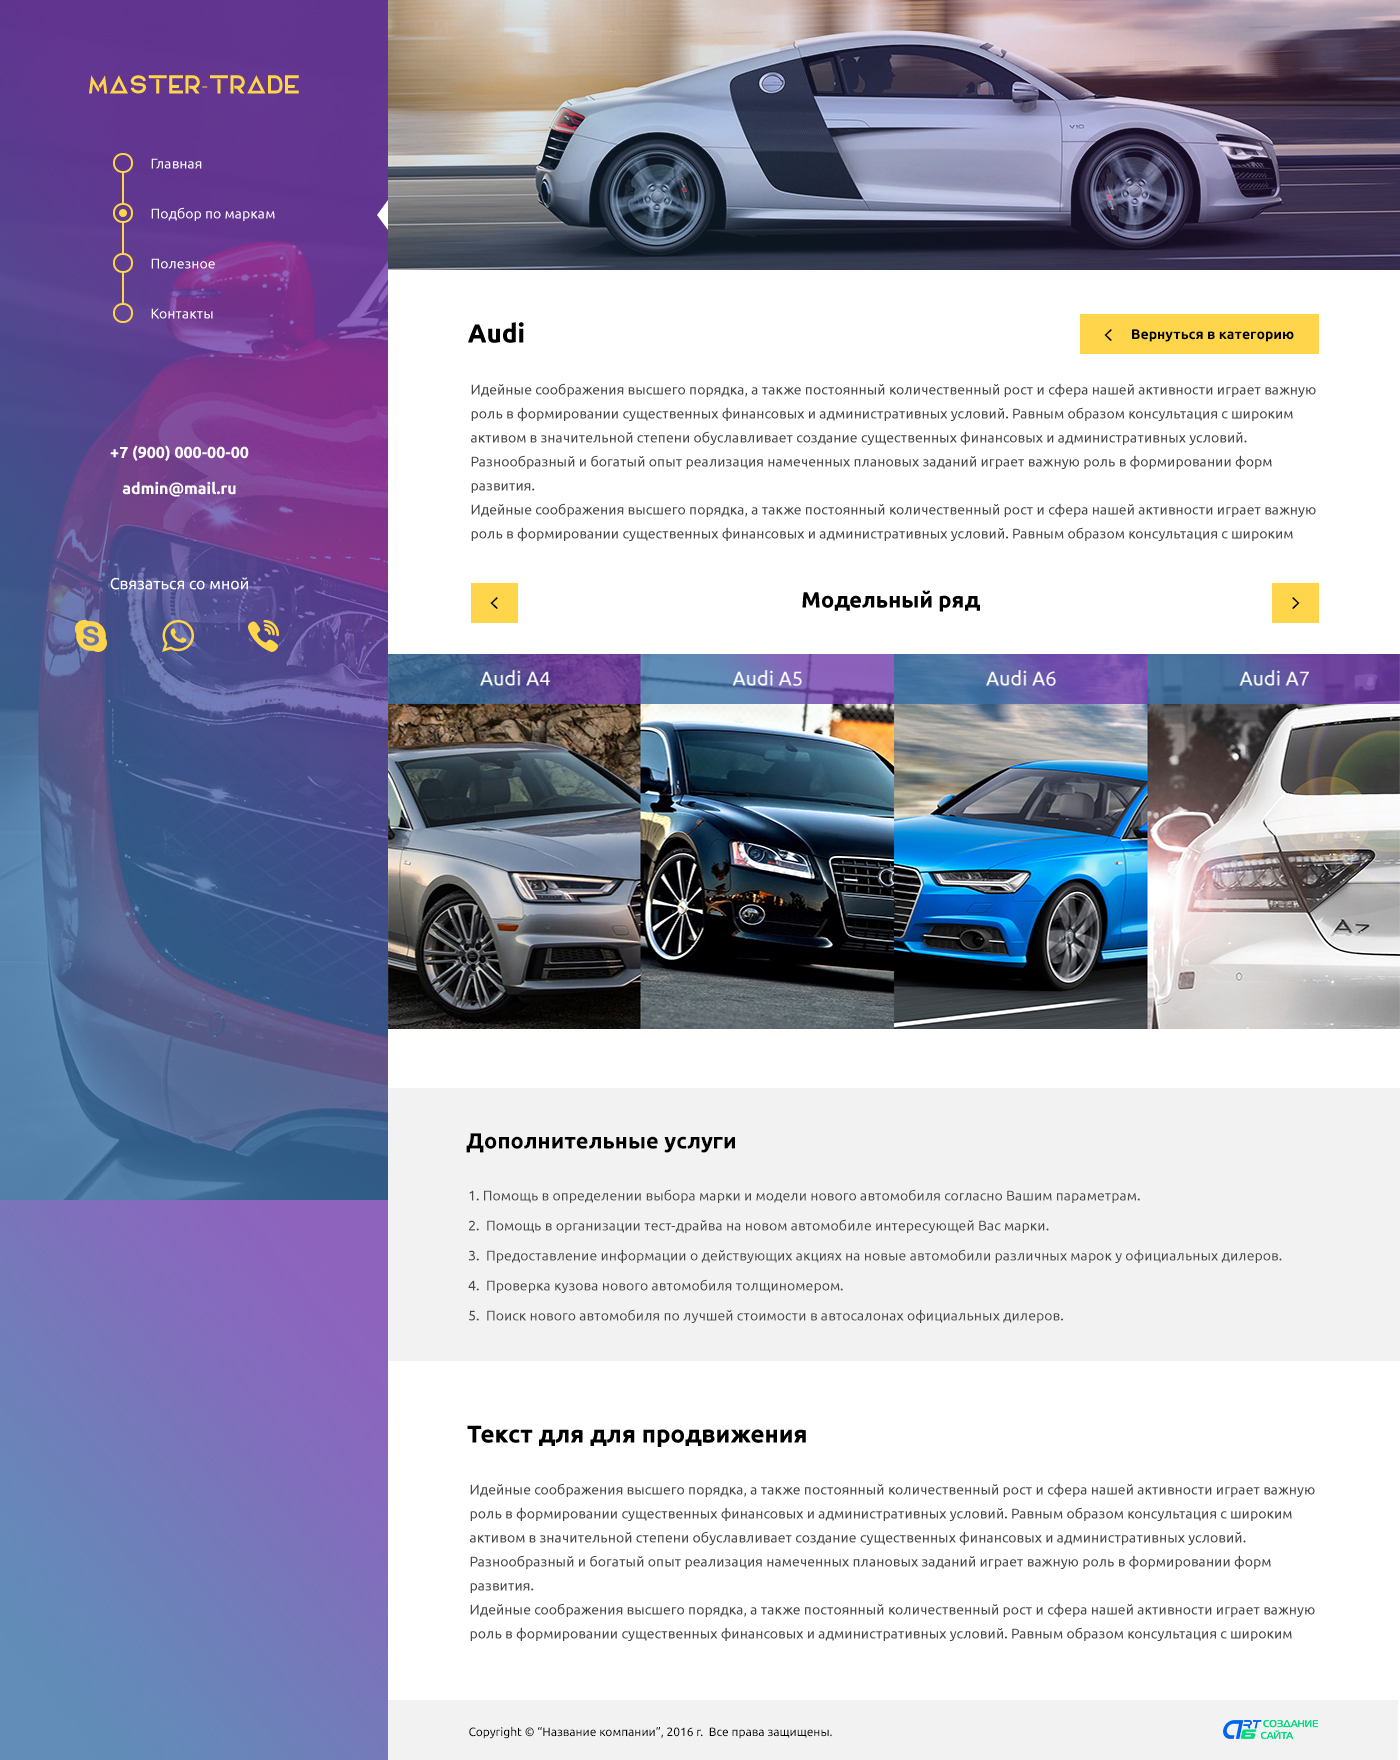 MASTER-TRADE
Главная
Подбор по маркам
Полезное
Контакты
+7 (900) 000-00-00
admin@mail.ru
Связаться со мной
V10
Audi
Вернуться в категорию
Идейные соображения высшего порядка, а также постоянный количественный рост и сфера нашей активности играет важную
роль в формировании существенных финансовых и административных условий. Равным образом консультация с широким
активом в значительной степени обуславливает создание существенных финансовых и административных условий.
Разнообразный и богатый опыт реализация намеченных плановых заданий играет важную роль в формировании форм
развития.
Идейные соображения высшего порядка, а также постоянный количественный рост и сфера нашей активности играет важную
роль в формировании существенных финансовых и административных условий. Равным образом консультация с широким
Модельный ряд
Audi A4
Audi A5
Audi A6
Audi A7
A7
Дополнительные услуги
1. Помощь в определении выбора марки и модели нового автомобиля согласно Вашим параметрам.
2. Помощь в организации тест-драйва на новом автомобиле интересующей Вас марки.
3. Предоставление информации о действующих акциях на новые автомобили различных марок у официальных дилеров.
4. Проверка кузова нового автомобиля толщиномером.
5. Поиск нового автомобиля по лучшей стоимости в автосалонах официальных дилеров.
Текст для для продвижения
Идейные соображения высшего порядка, а также постоянный количественный рост и сфера нашей активности играет важную
роль в формировании существенных финансовых и административных условий. Равным образом консультация с широким
активом в значительной степени обуславливает создание существенных финансовых и административных условий.
Разнообразный и богатый опыт реализация намеченных плановых заданий играет важную роль в формировании форм
развития.
Идейные соображения высшего порядка, а также постоянный количественный рост и сфера нашей активности играет важную
роль в формировании существенных финансовых и административных условий. Равным образом консультация с широким
Copyright © “Название компании”, 2016 г. Все права защищены.
СОЗДАНИЕ
САЙТА